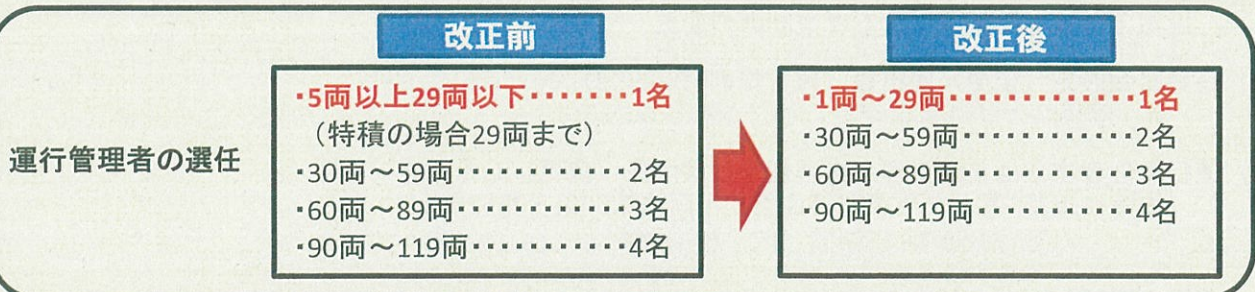 改正前
改正後
運行管理者の選任
・5両以上29両以下・・・・・・・1名
（特積の場合29両まで）
・30両～59両・・・・・・・・・・・・2名
・60両～89両・・・・・・・・・・・・3名
・90両～119両・・・・・・・・・・・4名
・1両～29両・・・・・・・・・・・・・1名
・30両～59両・・・・・・・・・・・・2名
・60両～89両・・・・・・・・・・・・3名
・90両～119両・・・・・・・・・・・4名